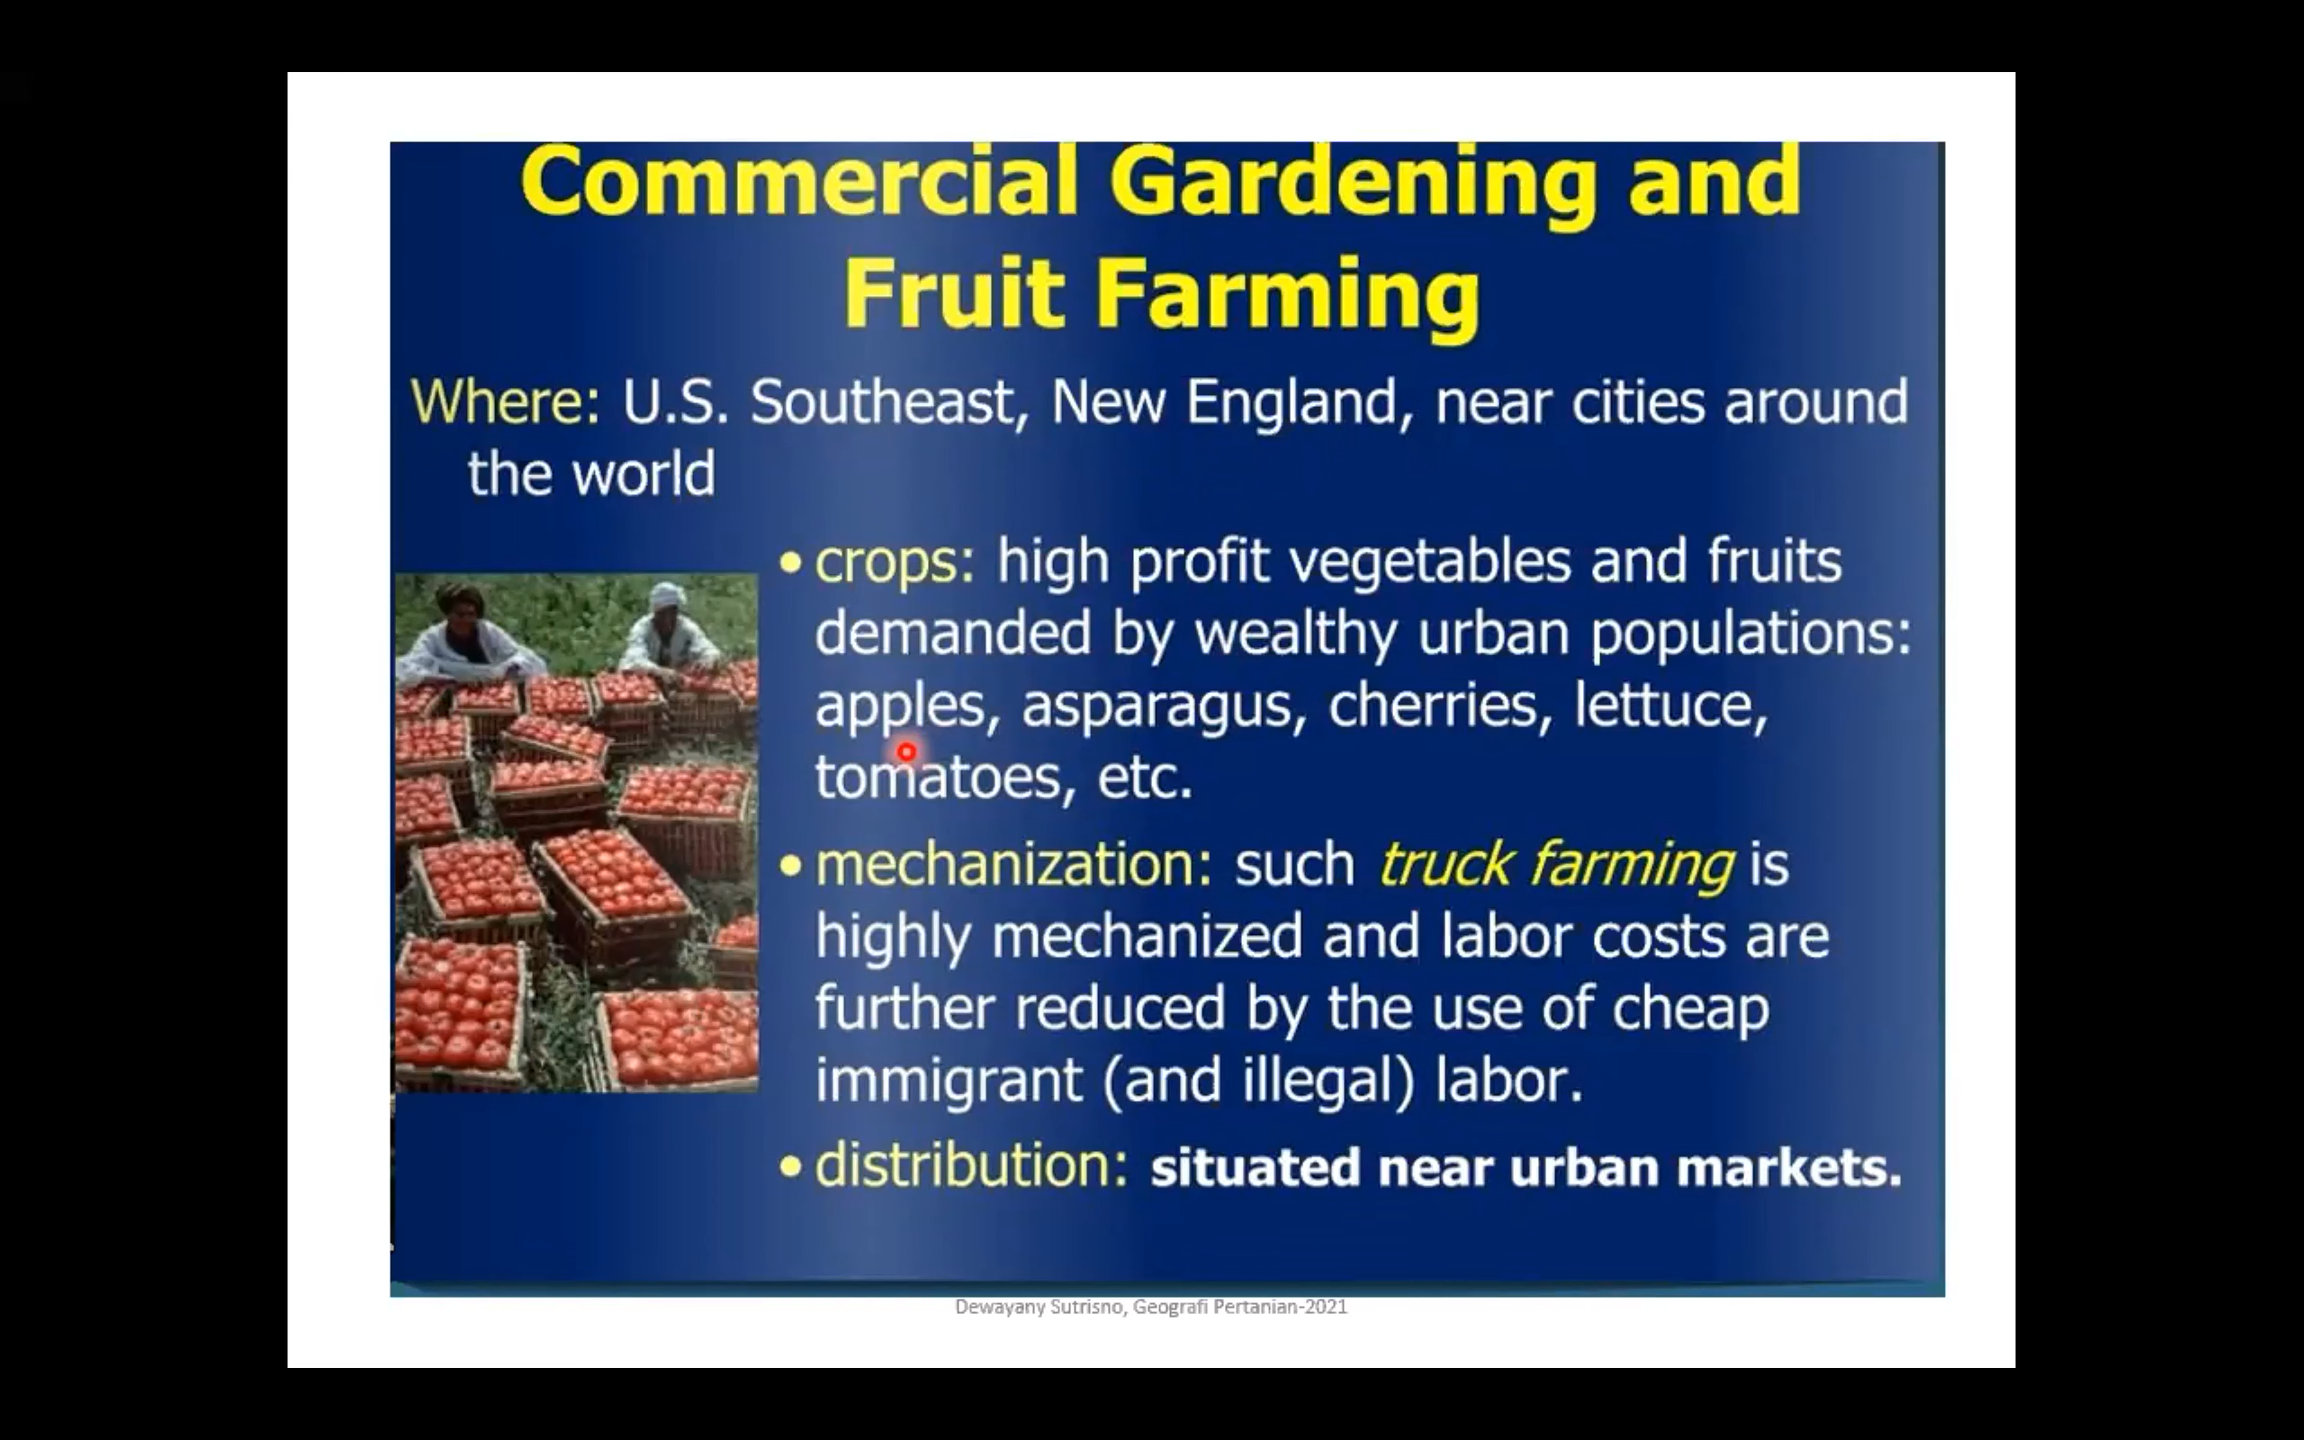 Commercial Gardening and
Fruit Farming
Where: U.S. Southeast, New England, near cities around
the world
• crops: high profit vegetables and fruits
demanded by wealthy urban populations:
apples, asparagus, cherries, lettuce,
tomatoes, etc.
• mechanization: such truck farming is
highly mechanized and labor costs are
further reduced by the use of cheap
immigrant (and illegal) labor.
• distribution: situated near urban markets.
Dewayany Sutrisno, Geografi Pertanian-2021